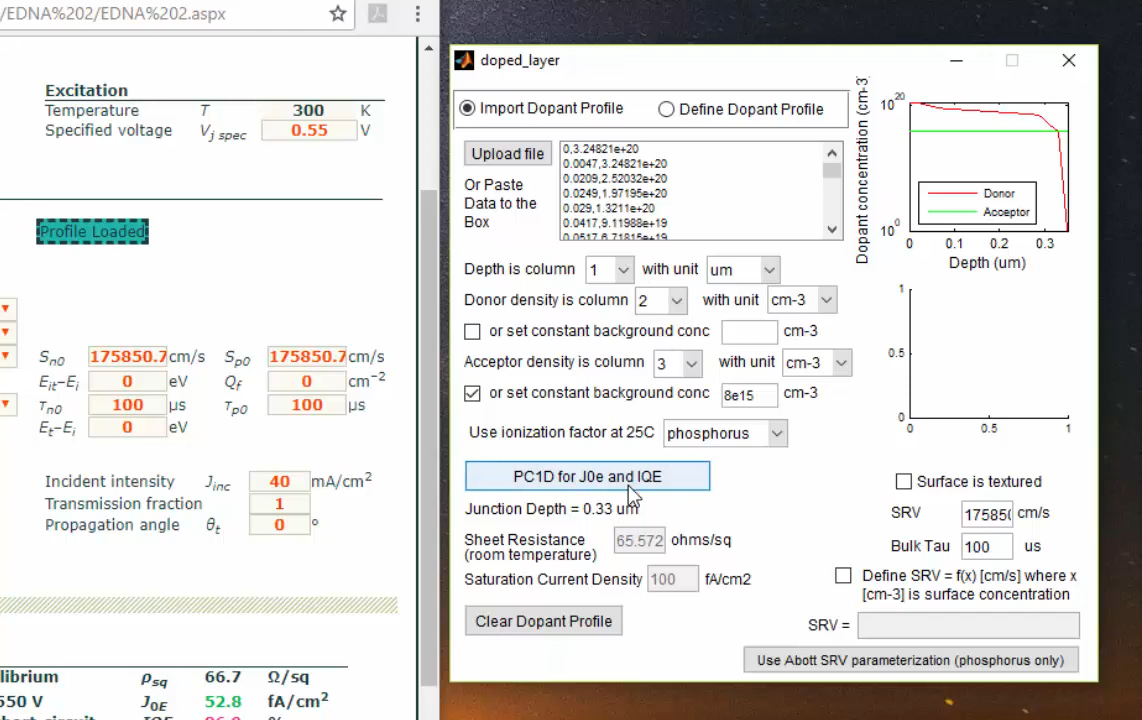 /EDNA%202/EDNA%202.aspx
Excitation
Temperature T 300 K
Specified voltage Vj spec 0.55 V
Profile Loaded
Sn0 175850.7 cm/s Sp0 175850.7 cm/s
Eit–Ei 0 eV Qf 0 cm-2
τn0 100 µs τp0 100 µs
Et–Ei 0 eV
Incident intensity Jinc 40 mA/cm2
Transmission fraction 1
Propagation angle θt 0 °
librium ρsq 66.7 Ω/sq
550 V J0E 52.8 fA/cm2
doped_layer
Import Dopant Profile Define Dopant Profile
Upload file
Or Paste
Data to the
Box
0,3.24821e+20
0.0047,3.24821e+20
0.0209,2.52032e+20
0.0249,1.97195e+20
0.029,1.3211e+20
0.0417,9.11988e+19
0.0517,6.71815e+19
Depth is column 1 with unit um
Donor density is column 2 with unit cm-3
or set constant background conc cm-3
Acceptor density is column 3 with unit cm-3
or set constant background conc 8e15 cm-3
Use ionization factor at 25C phosphorus
PC1D for J0e and IQE
Junction Depth = 0.33 um
Sheet Resistance
(room temperature) 65.572 ohms/sq
Saturation Current Density 100 fA/cm2
Clear Dopant Profile
Dopant concentration (cm-3)
10^20
10^0
Donor
Acceptor
0 0.1 0.2 0.3
Depth (um)
1
0.5
0
0 0.5 1
Surface is textured
SRV 17585( cm/s
Bulk Tau 100 us
Define SRV = f(x) [cm/s] where x
[cm-3] is surface concentration
SRV =
Use Abott SRV parameterization (phosphorus only)